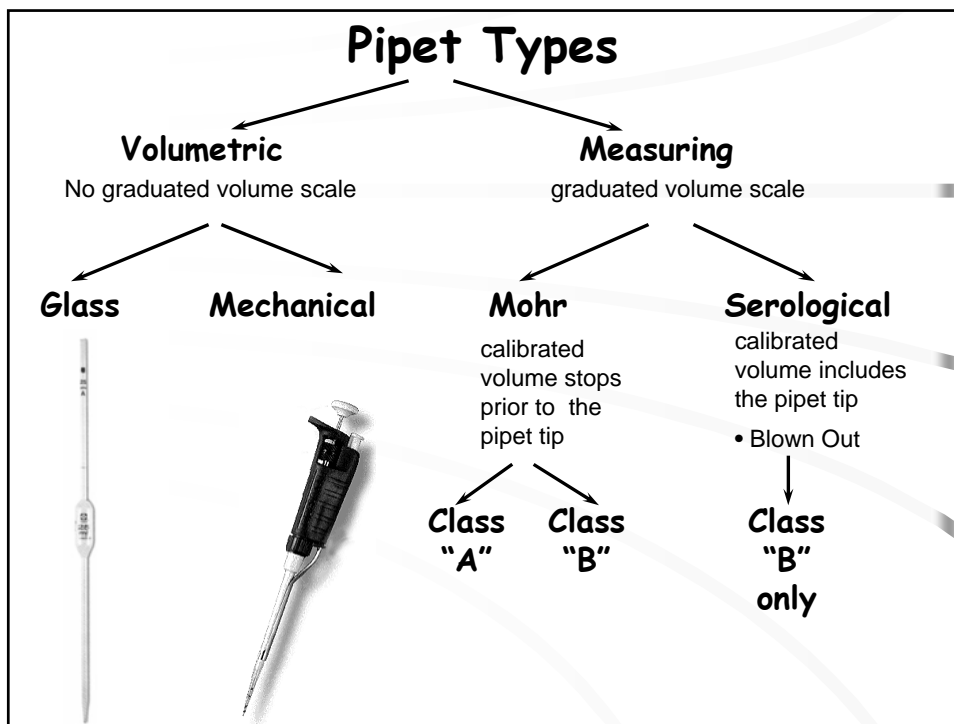 Pipet Types
Volumetric
No graduated volume scale
Measuring
graduated volume scale
Glass
Mechanical
Mohr
calibrated
volume stops
prior to the
pipet tip
Serological
calibrated
volume includes
the pipet tip
• Blown Out
Class
“A”
Class
“B”
Class
“B”
only
A